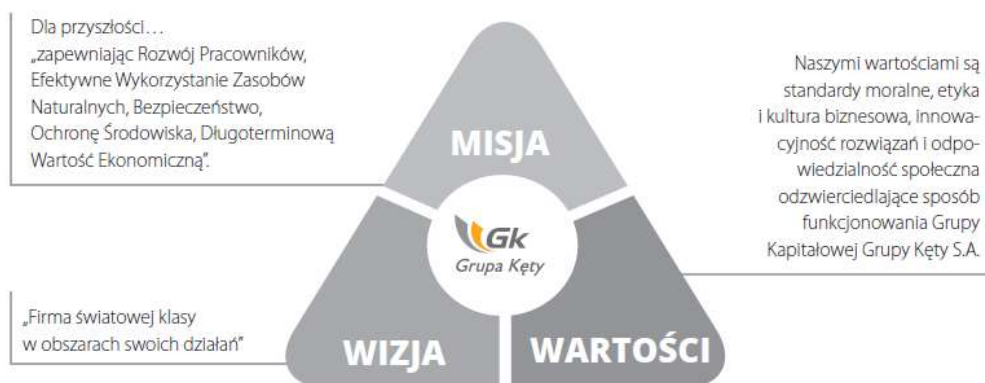 Dla przyszłości…
„zapewniając Rozwój Pracowników,
Efektywne Wykorzystanie Zasobów
Naturalnych, Bezpieczeństwo,
Ochronę Środowiska, Długoterminową
Wartość Ekonomiczną”.
MISJA
Naszymi wartościami są
standardy moralne, etyka
i kultura biznesowa, innowa-
cyjność rozwiązań i odpo-
wiedzialność społeczna
odzwierciedlające sposób
funkcjonowania Grupy
Kapitałowej Grupy Kęty S.A.
Gk
Grupa Kęty
„Firma światowej klasy
w obszarach swoich działań”
WIZJA
WARTOŚCI